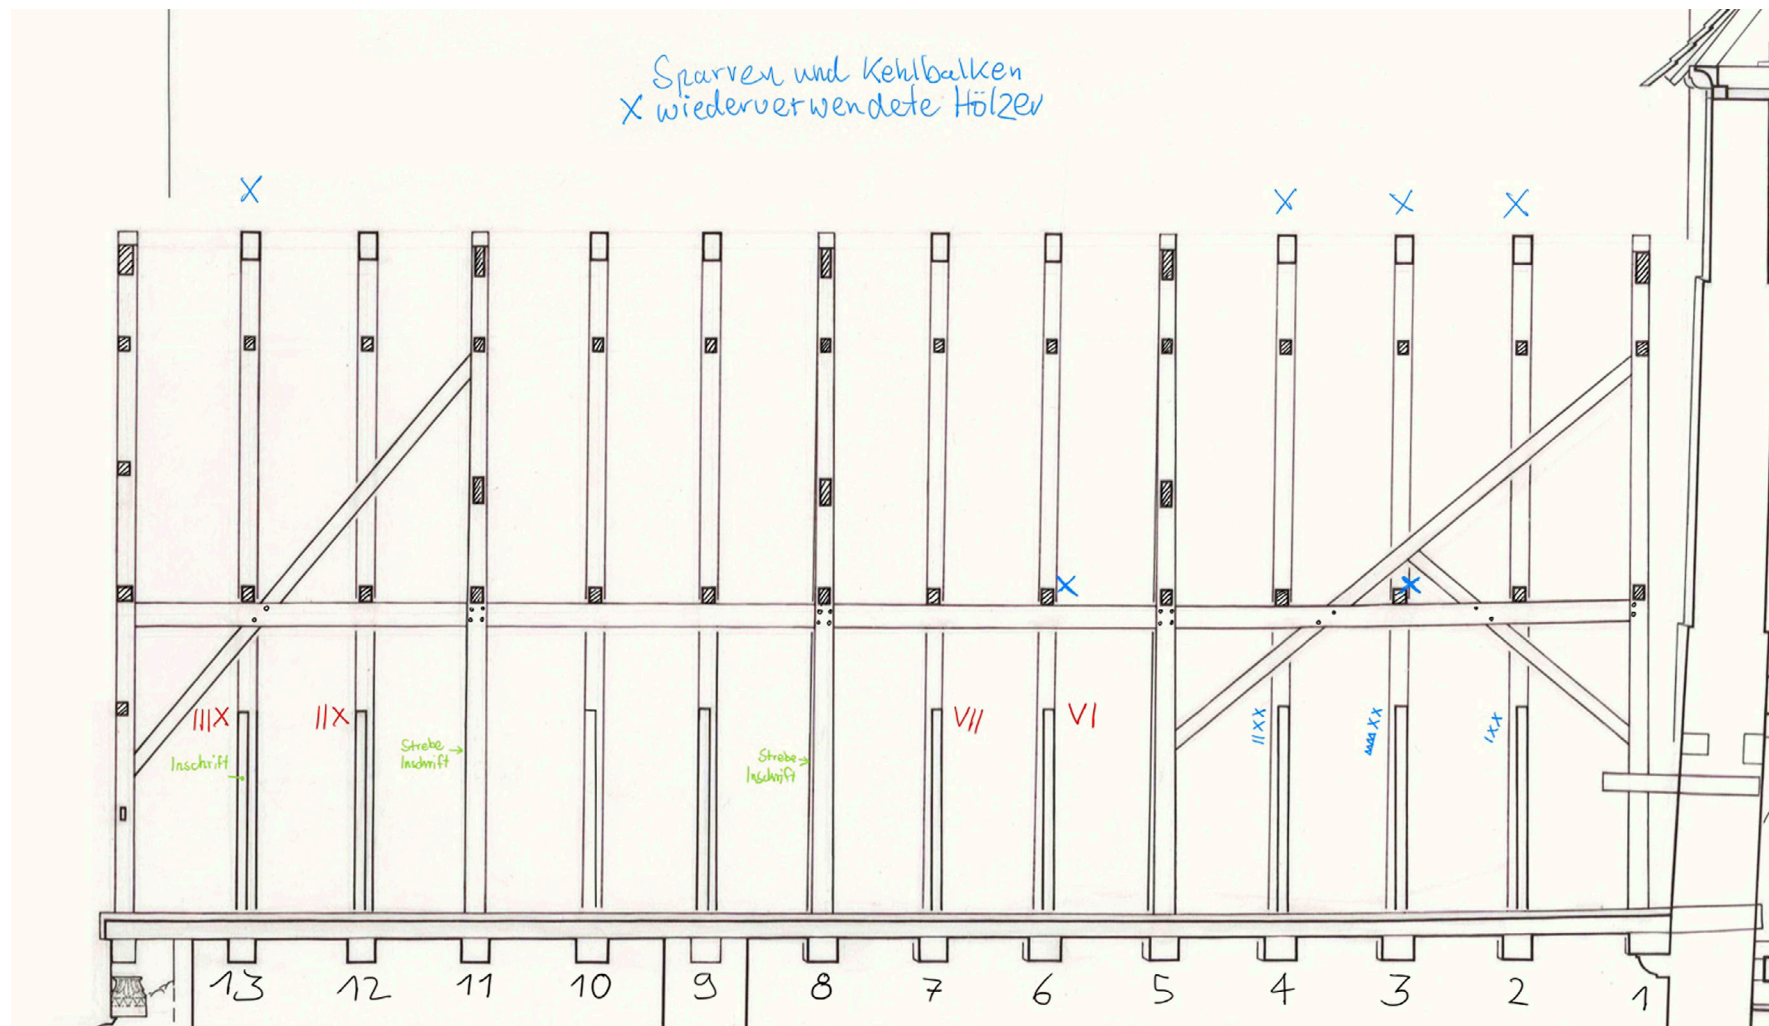 Sparren und Kehlbalken
X wiederverwendete Hölzer
X X X X
X X
IIIX IIX VII VI
IIXX XX IXX
Inschrift
Strebe
Inschrift
Strebe
Inschrift
13 12 11 10 9 8 7 6 5 4 3 2 1